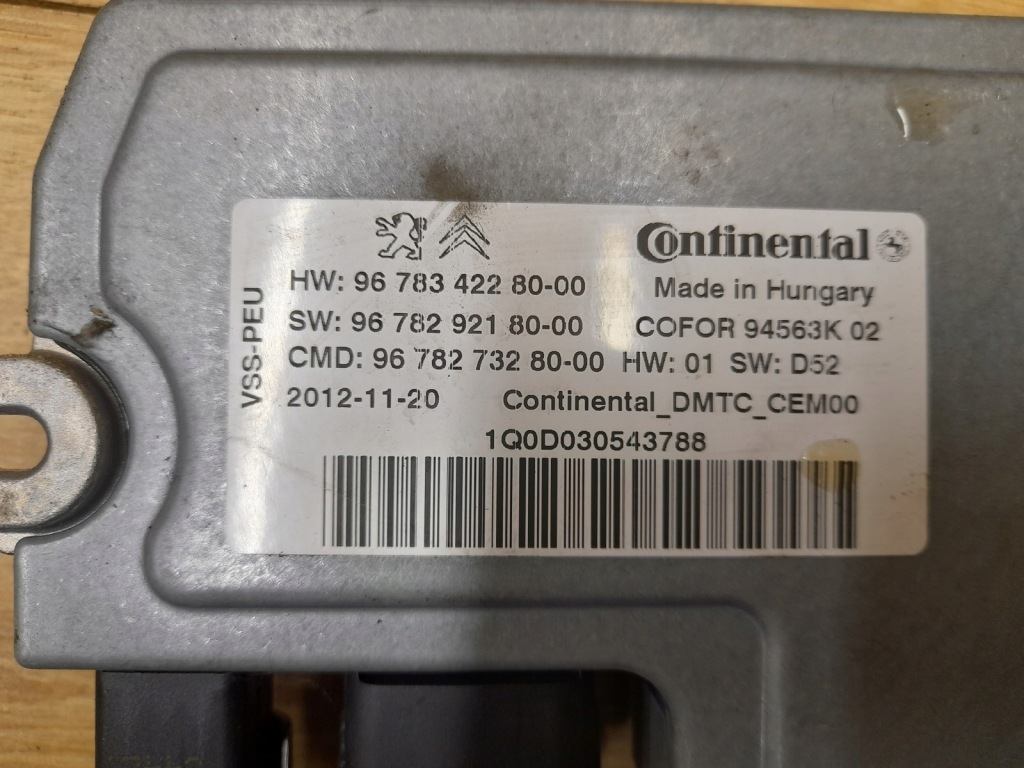 VSS-PEU
Continental
HW: 96 783 422 80-00 Made in Hungary
SW: 96 782 921 80-00 COFOR 94563K 02
CMD: 96 782 732 80-00 HW: 01 SW: D52
2012-11-20 Continental_DMTC_CEM00
1Q0D030543788